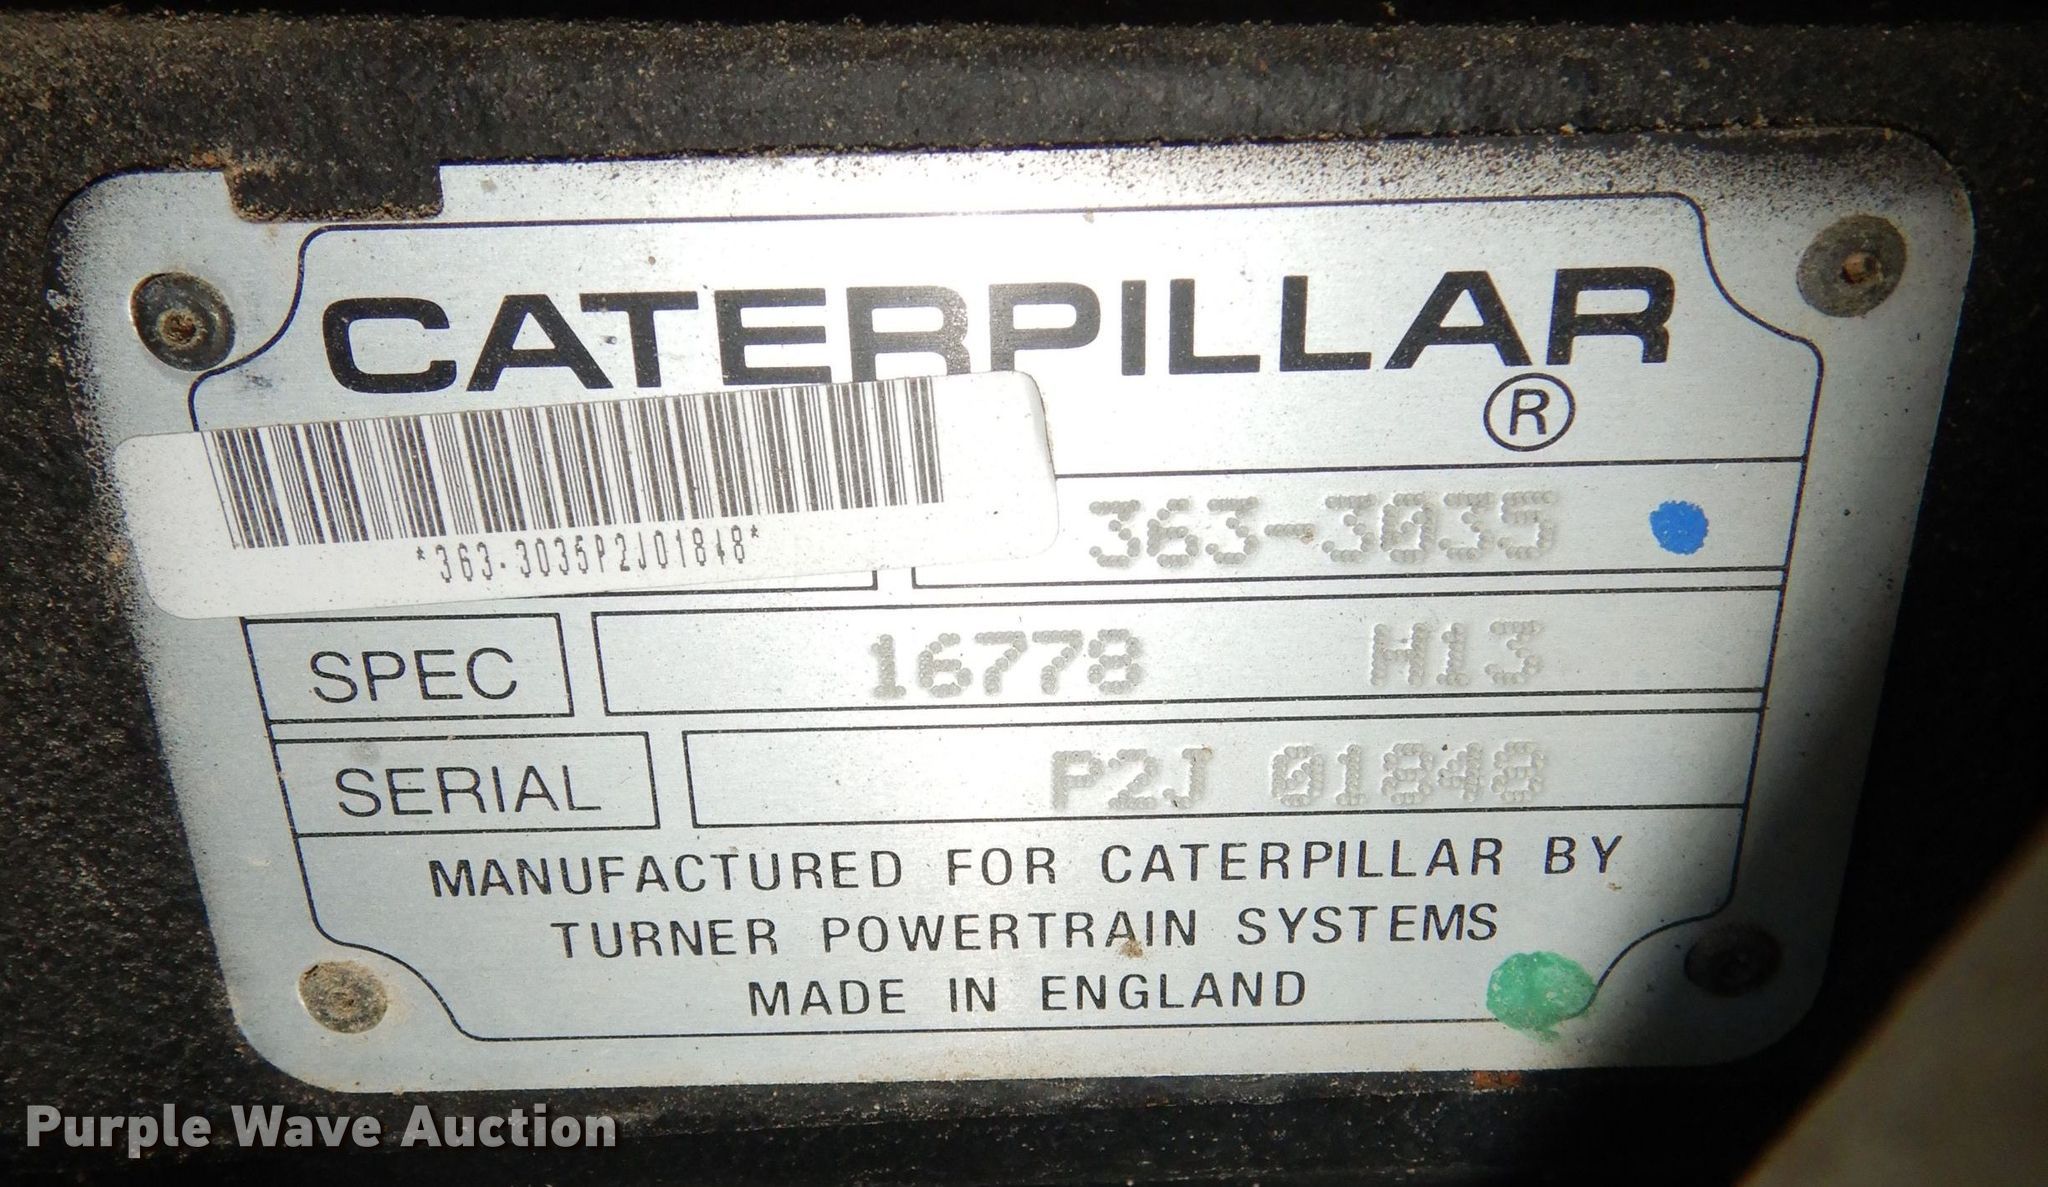 CATERPILLAR
®
*363-3035P2J01848*
363-3035
SPEC 16778 H13
SERIAL P2J 01848
MANUFACTURED FOR CATERPILLAR BY
TURNER POWERTRAIN SYSTEMS
MADE IN ENGLAND
Purple Wave Auction